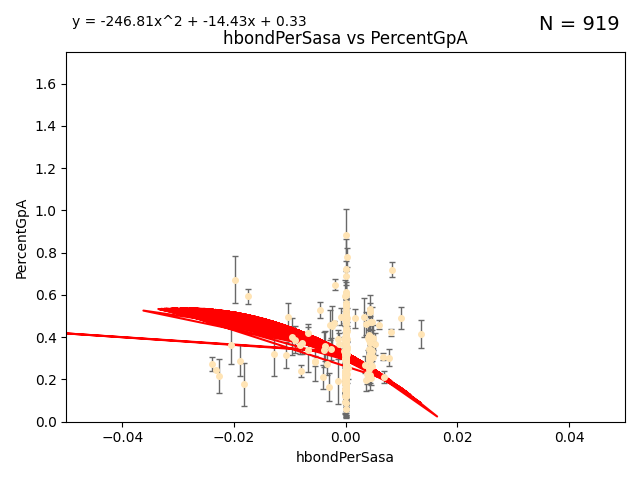 y = -246.81x^2 + -14.43x + 0.33
N = 919
hbondPerSasa vs PercentGpA
PercentGpA
1.6
1.4
1.2
1.0
0.8
0.6
0.4
0.2
0.0
−0.04 −0.02 0.00 0.02 0.04
hbondPerSasa